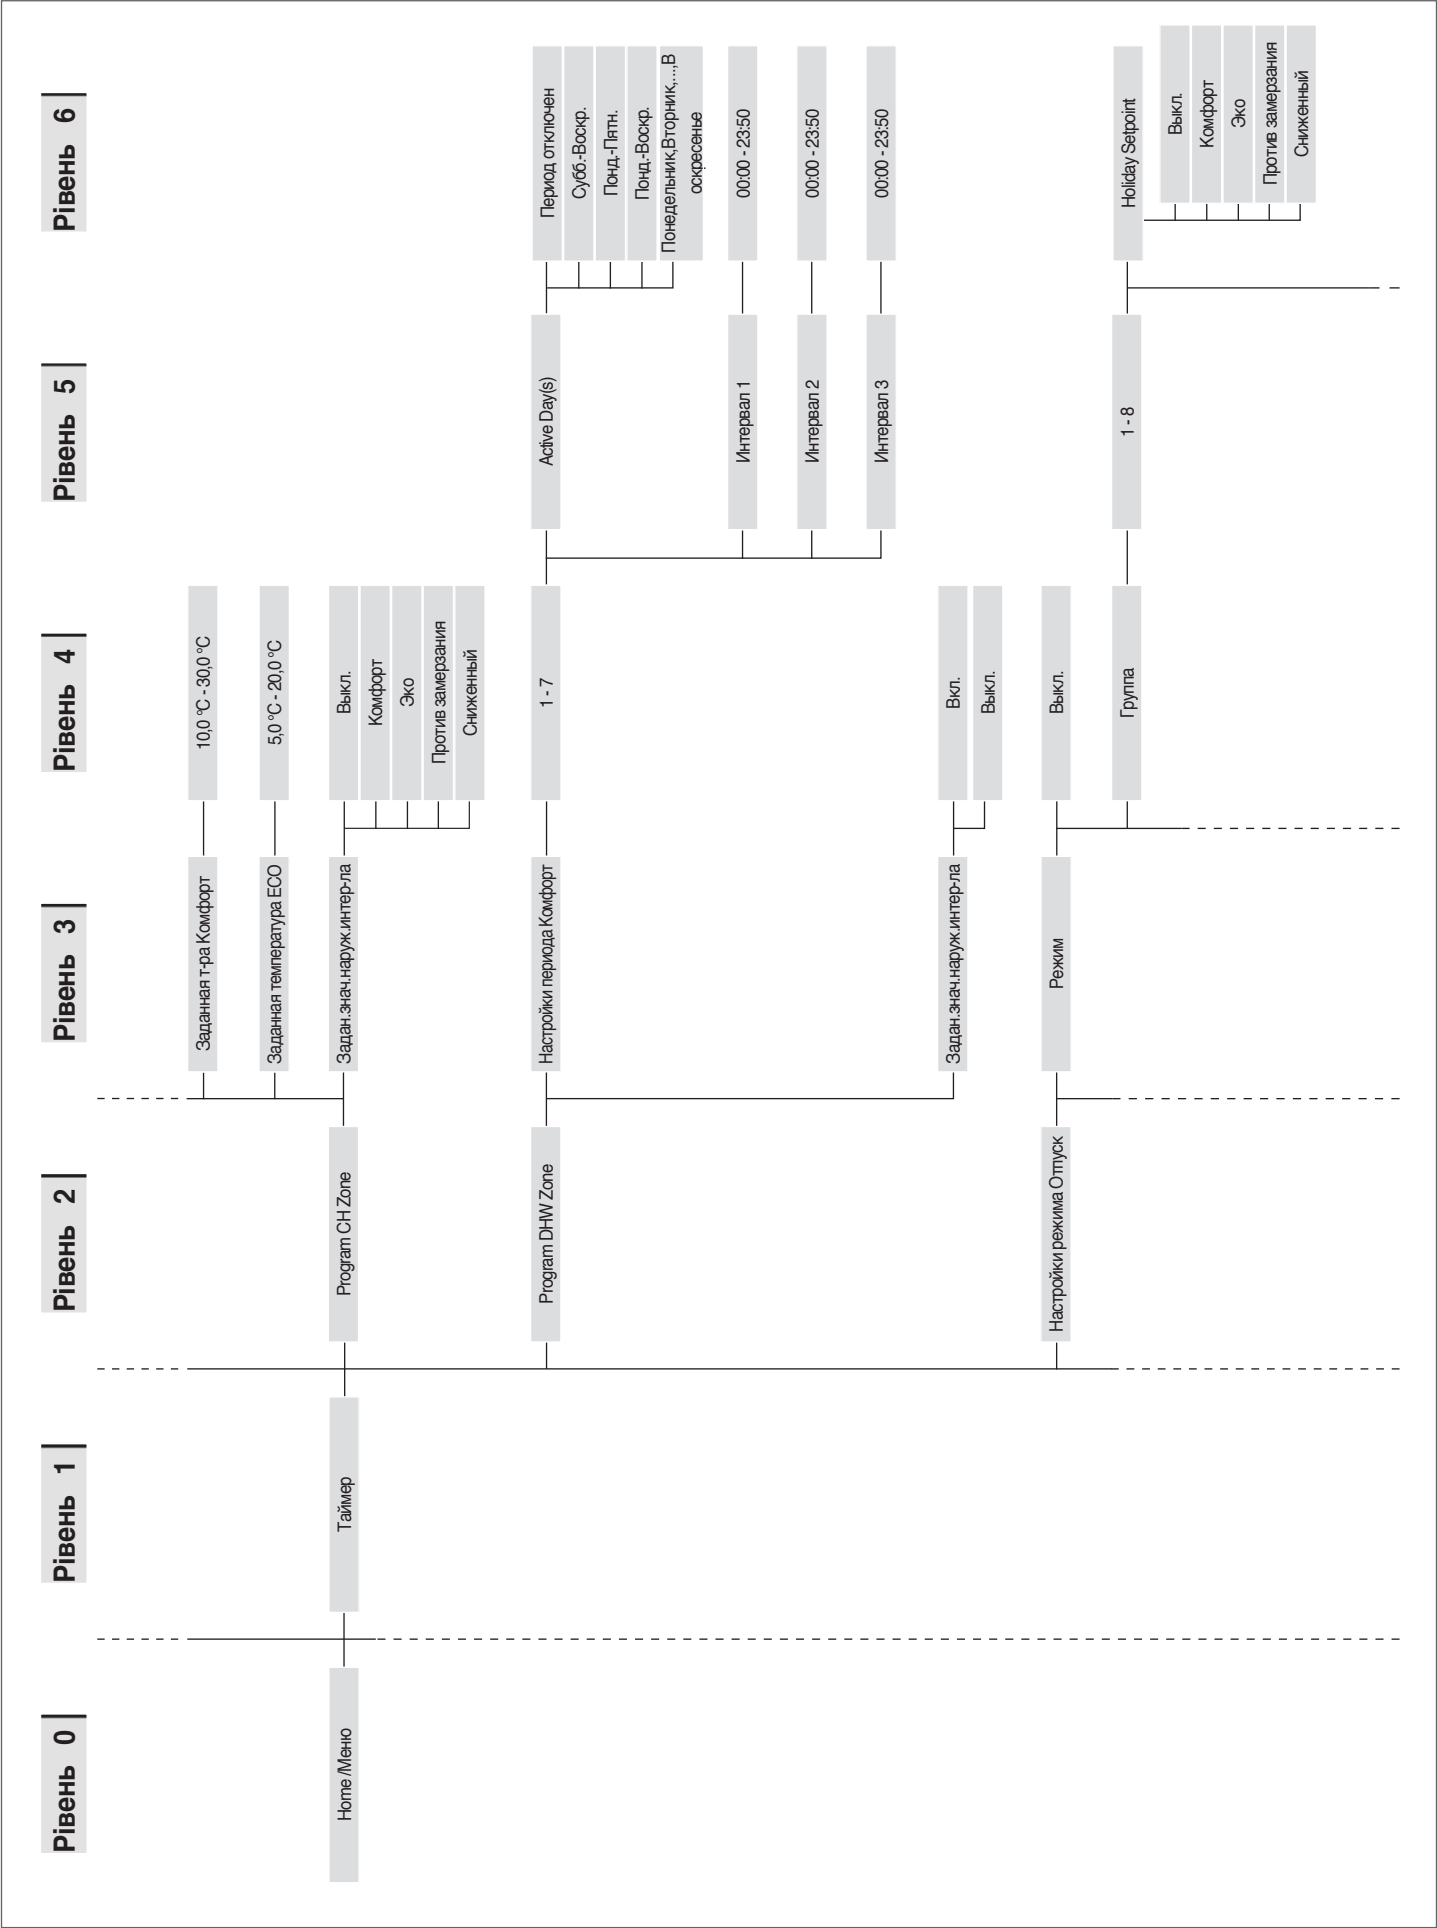 Рівень 0
Рівень 1
Рівень 2
Рівень 3
Рівень 4
Рівень 5
Рівень 6
Home /Меню
Таймер
Program CH Zone
Заданная т-ра Комфорт
10,0 °C - 30,0 °C
Заданная температура ECO
5,0 °C - 20,0 °C
Задан.знач.наруж.интер-ла
Выкл.
Комфорт
Эко
Против замерзания
Сниженный
Program DHW Zone
Настройки периода Комфорт
1 - 7
Active Day(s)
Период отключен
Субб.-Воскр.
Понд.-Пятн.
Понд.-Воскр.
Понедельник,Вторник,...,В
оскресенье
Интервал 1
00:00 - 23:50
Интервал 2
00:00 - 23:50
Интервал 3
00:00 - 23:50
Задан.знач.наруж.интер-ла
Вкл.
Выкл.
Настройки режима Отпуск
Режим
Выкл.
Группа
1 - 8
Holiday Setpoint
Выкл.
Комфорт
Эко
Против замерзания
Сниженный